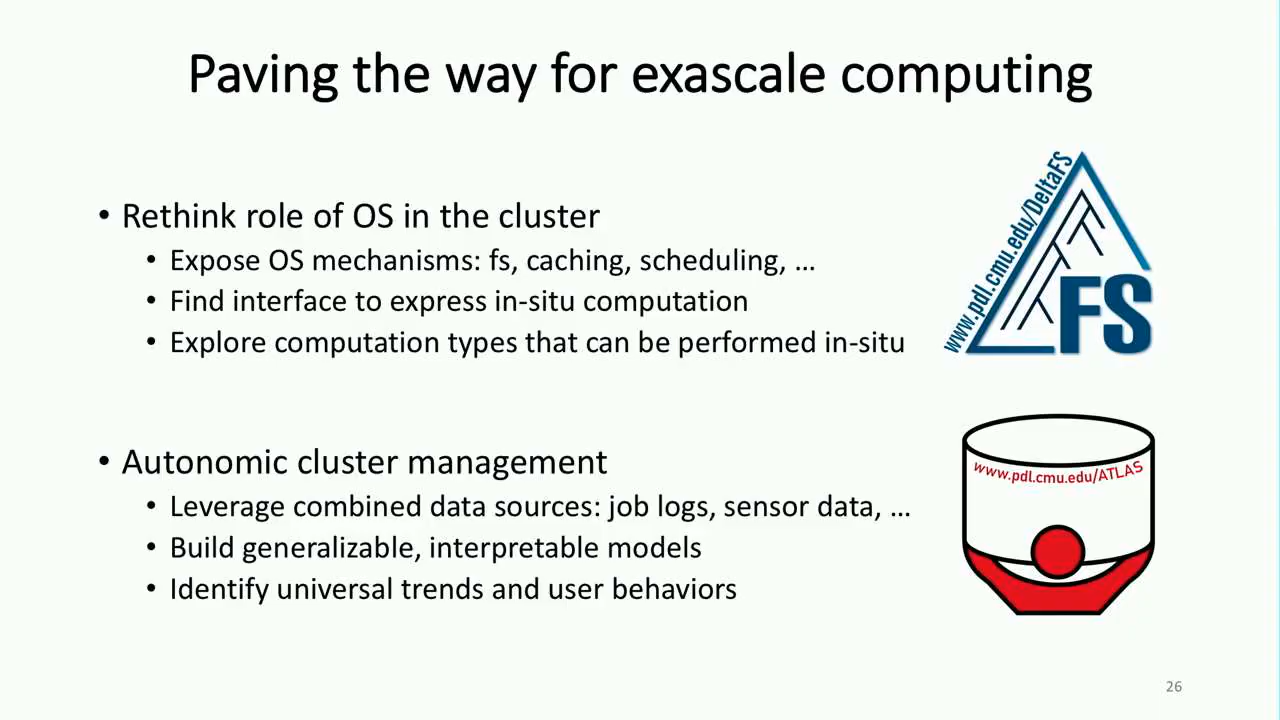 Paving the way for exascale computing
• Rethink role of OS in the cluster
• Expose OS mechanisms: fs, caching, scheduling, …
• Find interface to express in-situ computation
• Explore computation types that can be performed in-situ
www.pdl.cmu.edu/DeltaFS
FS
• Autonomic cluster management
• Leverage combined data sources: job logs, sensor data, …
• Build generalizable, interpretable models
• Identify universal trends and user behaviors
www.pdl.cmu.edu/ATLAS
26